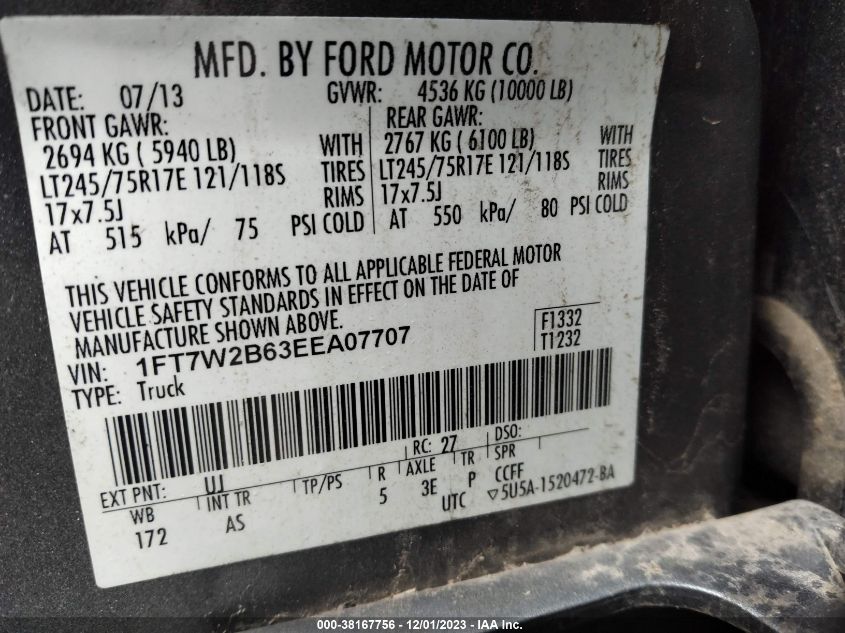 MFD. BY FORD MOTOR CO.
DATE: 07/13 GVWR: 4536 KG (10000 LB)
FRONT GAWR: REAR GAWR:
2694 KG ( 5940 LB) WITH 2767 KG ( 6100 LB) WITH
LT245/75R17E 121/118S TIRES LT245/75R17E 121/118S TIRES
17x7.5J RIMS 17x7.5J RIMS
AT 515 kPa/ 75 PSI COLD AT 550 kPa/ 80 PSI COLD
THIS VEHICLE CONFORMS TO ALL APPLICABLE FEDERAL MOTOR
VEHICLE SAFETY STANDARDS IN EFFECT ON THE DATE OF
MANUFACTURE SHOWN ABOVE.
VIN: 1FT7W2B63EEA07707 F1332
TYPE: Truck T1232
EXT PNT: UJ RC: 27 DSO:
WB INT TR TP/PS R AXLE TR SPR
172 AS 5 3E P CCFF
UTC ▽5U5A-1520472-BA
000-38167756 - 12/01/2023 - IAA Inc.